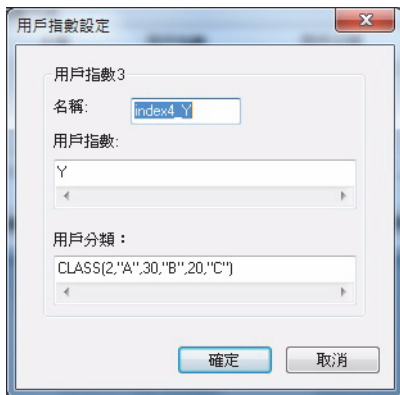 用戶指數設定
用戶指數3
名稱:
index4_Y
用戶指數:
Y
用戶分類：
CLASS(2,"A",30,"B",20,"C")
確定
取消